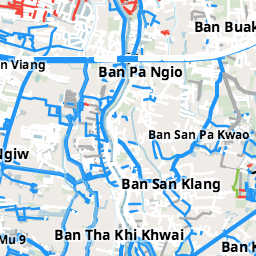 Ban Buak
n Viang
Ban Pa Ngio
Ban San Pa Kwao
Ngiw
Ban San Klang
Ban Tha Khi Khwai
Mu 9
Ban K